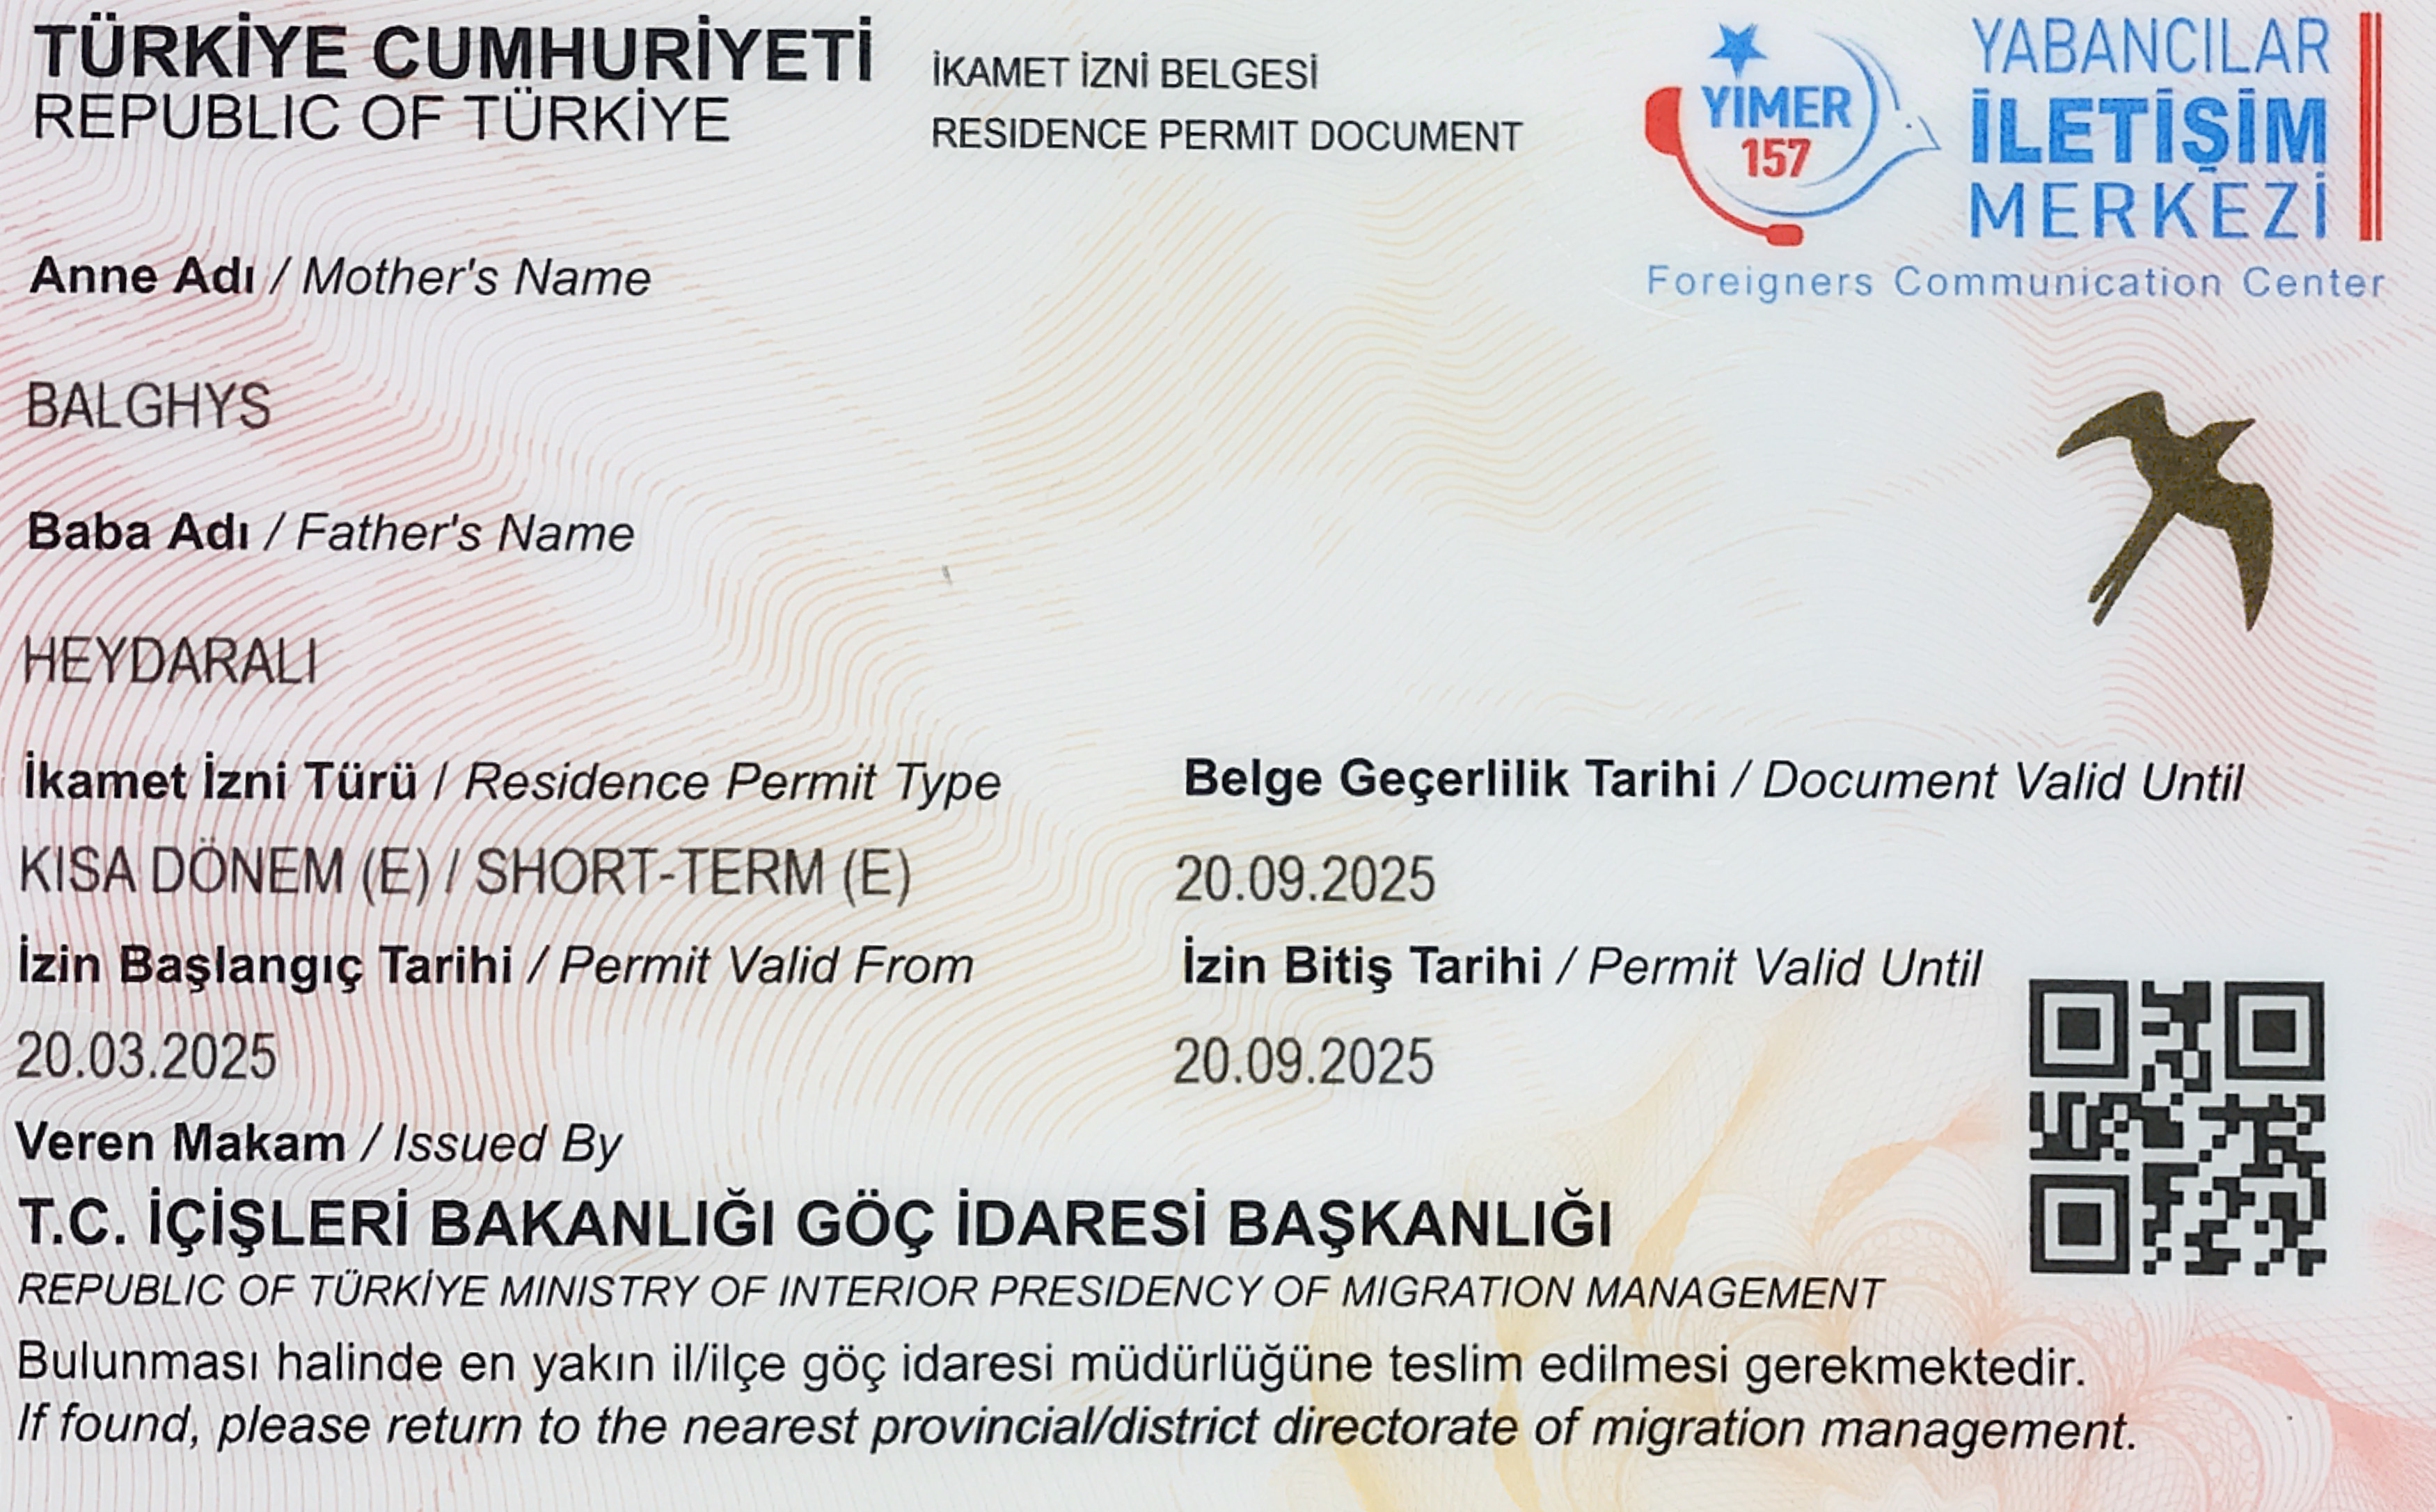 TÜRKİYE CUMHURİYETİ
REPUBLIC OF TÜRKİYE
İKAMET İZNİ BELGESİ
RESIDENCE PERMIT DOCUMENT
YİMER
157
YABANCILAR
İLETİŞİM
MERKEZİ
Foreigners Communication Center
Anne Adı / Mother's Name
BALGHYS
Baba Adı / Father's Name
HEYDARALI
İkamet İzni Türü / Residence Permit Type
KISA DÖNEM (E) / SHORT-TERM (E)
Belge Geçerlilik Tarihi / Document Valid Until
20.09.2025
İzin Başlangıç Tarihi / Permit Valid From
20.03.2025
İzin Bitiş Tarihi / Permit Valid Until
20.09.2025
Veren Makam / Issued By
T.C. İÇİŞLERİ BAKANLIĞI GÖÇ İDARESİ BAŞKANLIĞI
REPUBLIC OF TÜRKİYE MINISTRY OF INTERIOR PRESIDENCY OF MIGRATION MANAGEMENT
Bulunması halinde en yakın il/ilçe göç idaresi müdürlüğüne teslim edilmesi gerekmektedir.
If found, please return to the nearest provincial/district directorate of migration management.